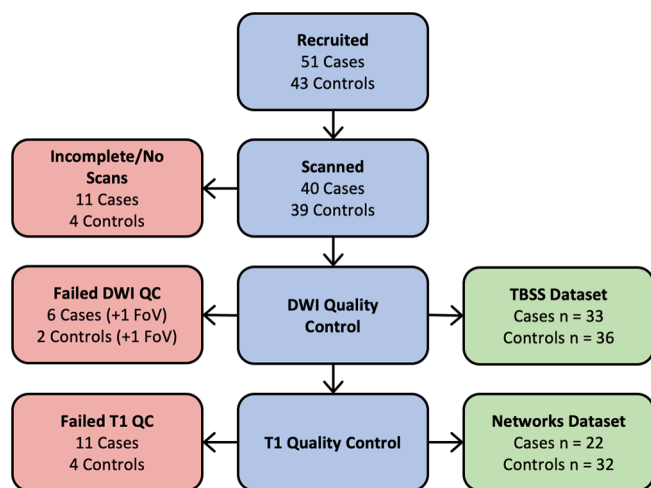 Recruited
51 Cases
43 Controls
Incomplete/No
Scans
11 Cases
4 Controls
Scanned
40 Cases
39 Controls
Failed DWI QC
6 Cases (+1 FoV)
2 Controls (+1 FoV)
DWI Quality
Control
TBSS Dataset
Cases n = 33
Controls n = 36
Failed T1 QC
11 Cases
4 Controls
T1 Quality Control
Networks Dataset
Cases n = 22
Controls n = 32